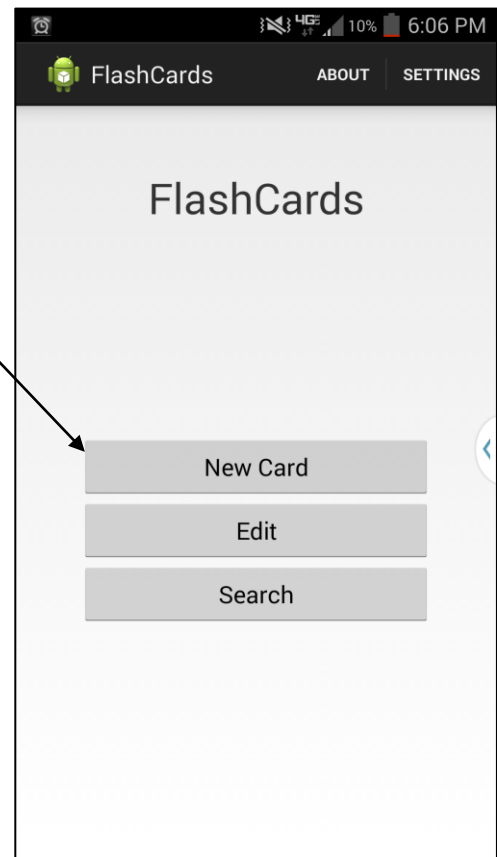 4G 10% 6:06 PM
FlashCards ABOUT SETTINGS
FlashCards
New Card
Edit
Search